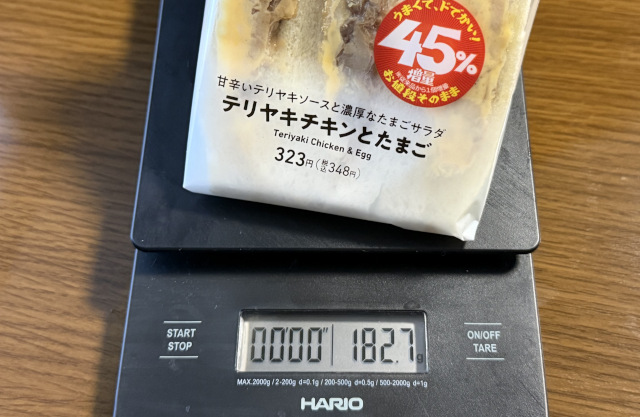 うまくて、ドでかい!
45%
増量
お値段そのまま
甘辛いテリヤキソースと濃厚なたまごサラダ
テリヤキチキンとたまご
Teriyaki Chicken & Egg
323円(税込348円)
START
STOP
00'00" 182.7g
ON/OFF
TARE
MAX.2000g / 2-200g d=0.1g / 200-500g d=0.5g / 500-2000g d=1g
HARIO